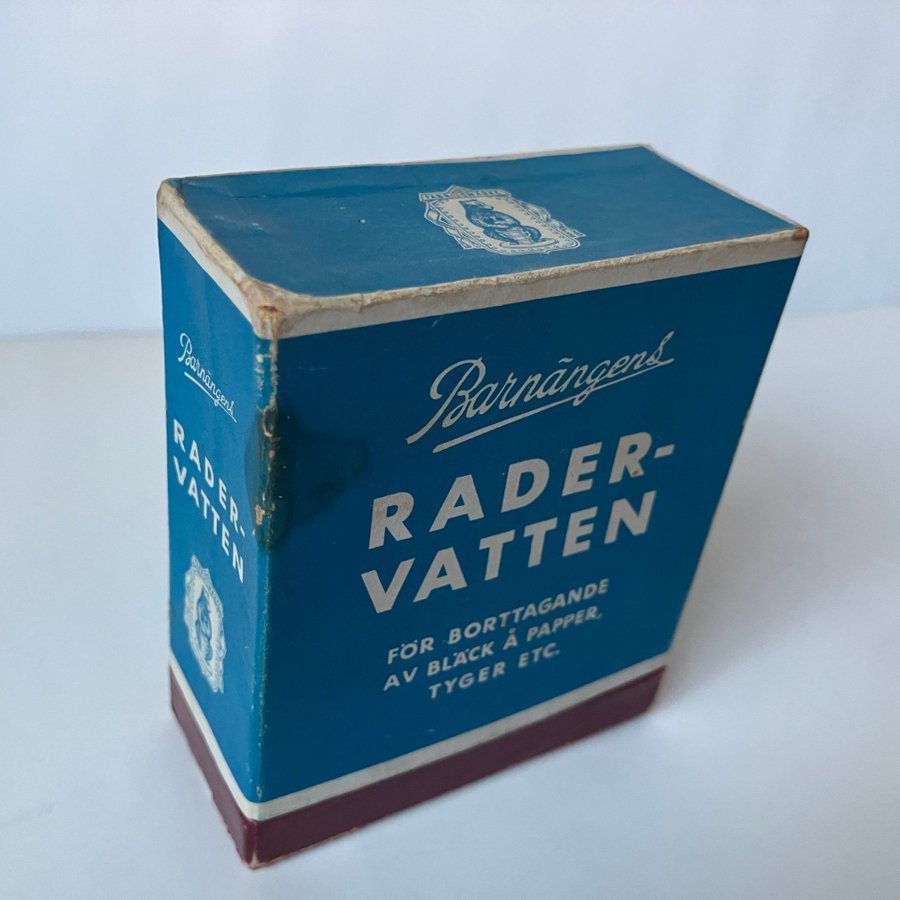 Barnängens
RADER-
VATTEN
FÖR BORTTAGANDE
AV BLÄCK Å PAPPER,
TYGER ETC.
Barnängens
RADER-
VATTEN